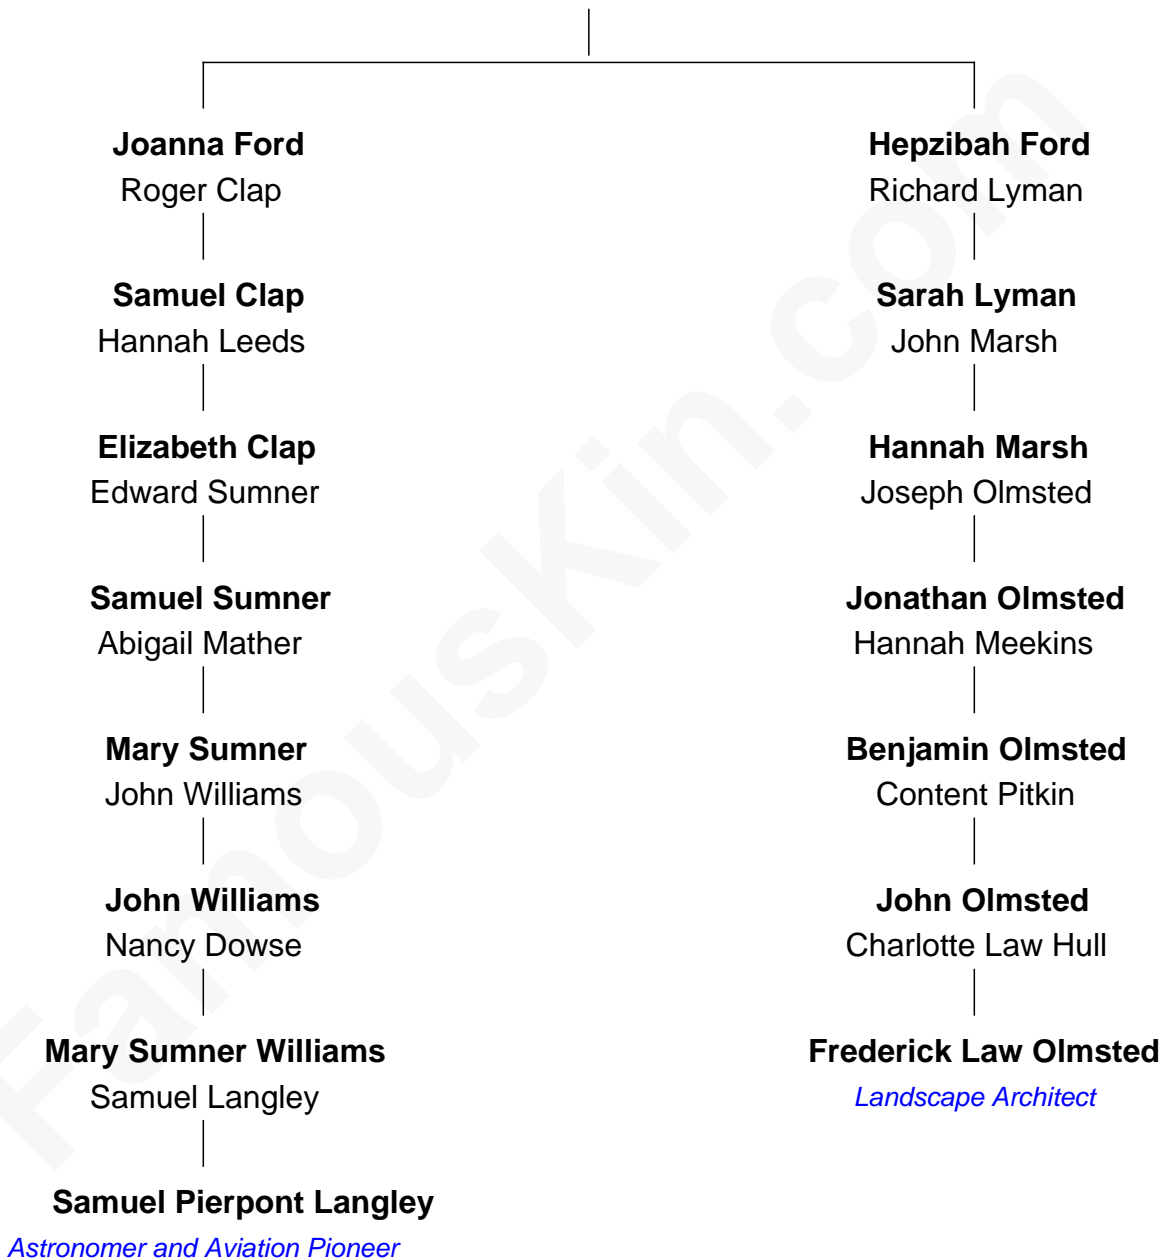 Joanna Ford
Roger Clap
Samuel Clap
Hannah Leeds
Elizabeth Clap
Edward Sumner
Samuel Sumner
Abigail Mather
Mary Sumner
John Williams
John Williams
Nancy Dowse
Mary Sumner Williams
Samuel Langley
Samuel Pierpont Langley
Astronomer and Aviation Pioneer
Hepzibah Ford
Richard Lyman
Sarah Lyman
John Marsh
Hannah Marsh
Joseph Olmsted
Jonathan Olmsted
Hannah Meekins
Benjamin Olmsted
Content Pitkin
John Olmsted
Charlotte Law Hull
Frederick Law Olmsted
Landscape Architect
FamousKin.com